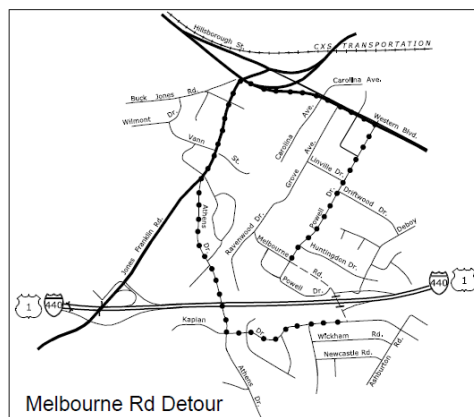 Hillsborough St.
CXS TRANSPORTATION
Buck Jones Rd.
Wilmont Dr.
Vann St.
Carolina Ave.
Carolina Ave.
Western Blvd.
Linville Dr.
Grove Ave.
Driftwood Dr.
Powell Dr.
Deboy
Athens Dr.
Ravenwood Dr.
Jones Franklin Rd.
Melbourne Rd.
Huntingdon Dr.
Powell Dr.
1
440
440
1
Kaplan Dr.
Wickham Rd.
Newcastle Rd.
Ashburton Rd.
Athens Dr.
Melbourne Rd Detour